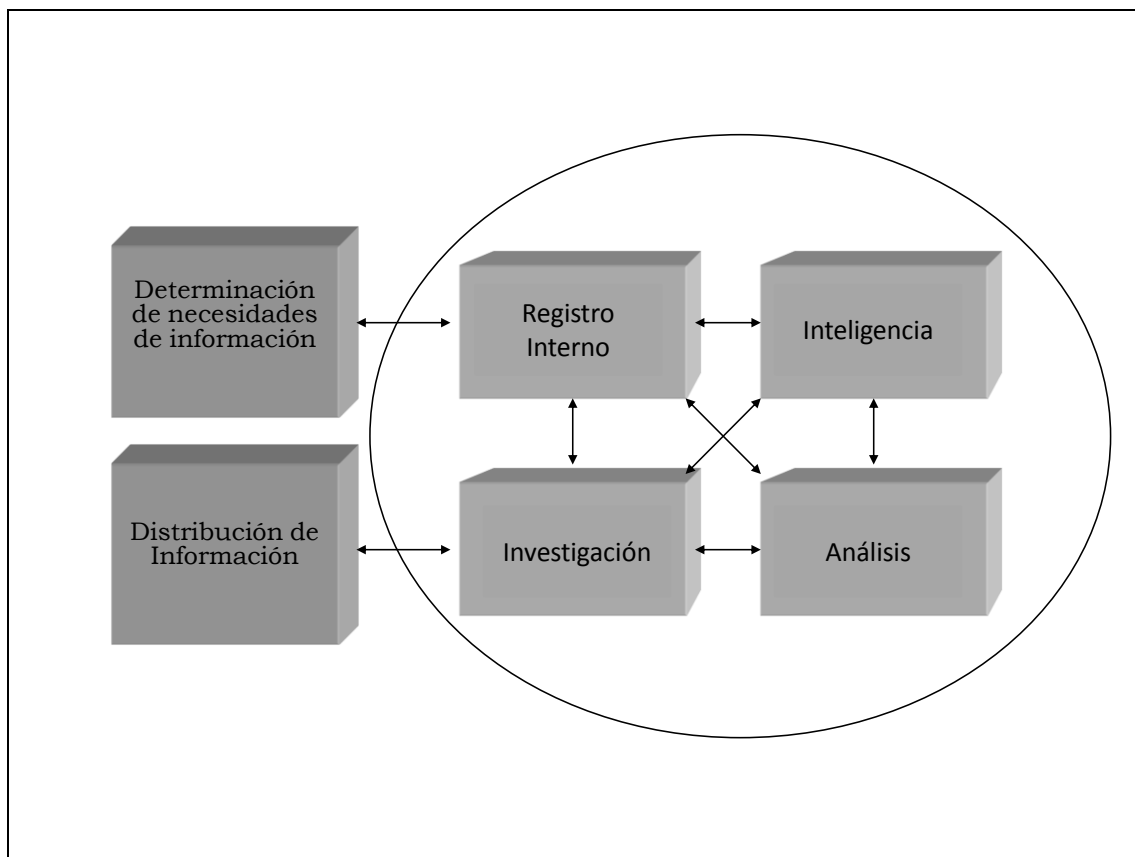 Determinación
de necesidades
de información
Registro
Interno
Inteligencia
Distribución de
Información
Investigación
Análisis